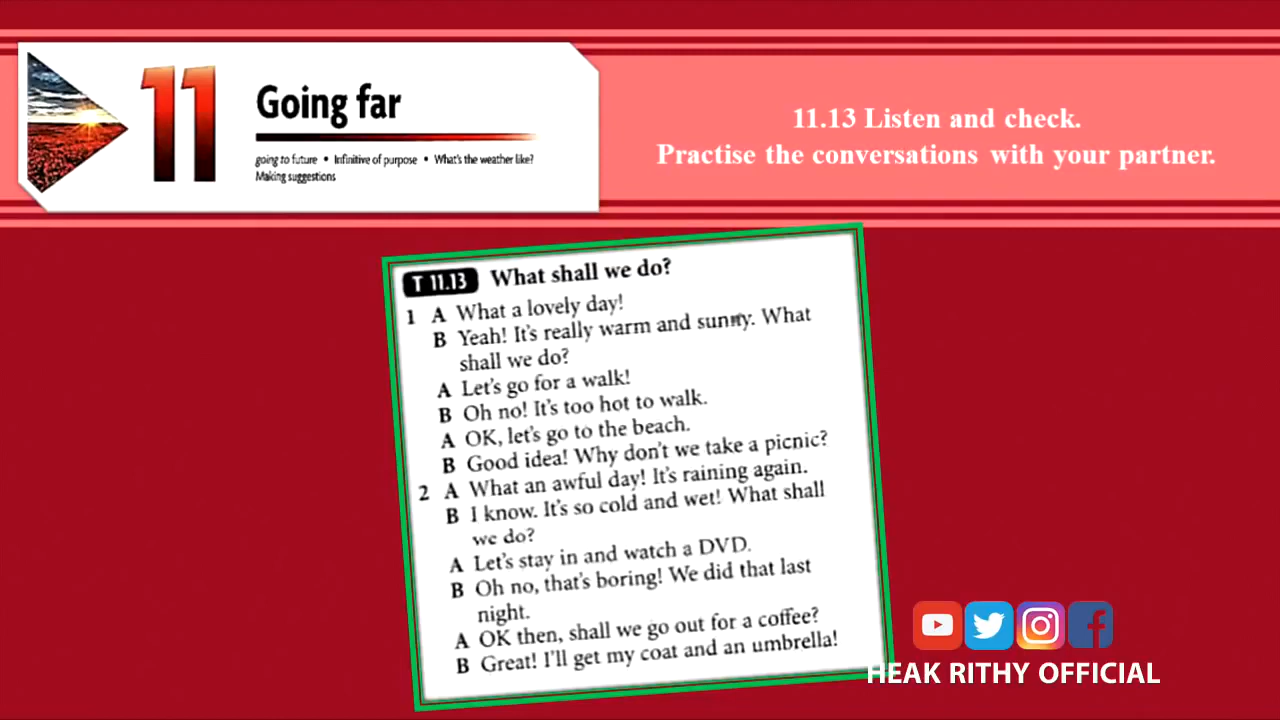 11
Going far
going to future • Infinitive of purpose • What's the weather like?
Making suggestions
11.13 Listen and check.
Practise the conversations with your partner.
T 11.13 What shall we do?
1 A What a lovely day!
B Yeah! It's really warm and sunny. What
shall we do?
A Let's go for a walk!
B Oh no! It's too hot to walk.
A OK, let's go to the beach.
B Good idea! Why don't we take a picnic?
2 A What an awful day! It's raining again.
B I know. It's so cold and wet! What shall
we do?
A Let's stay in and watch a DVD.
B Oh no, that's boring! We did that last
night.
A OK then, shall we go out for a coffee?
B Great! I'll get my coat and an umbrella!
HEAK RITHY OFFICIAL